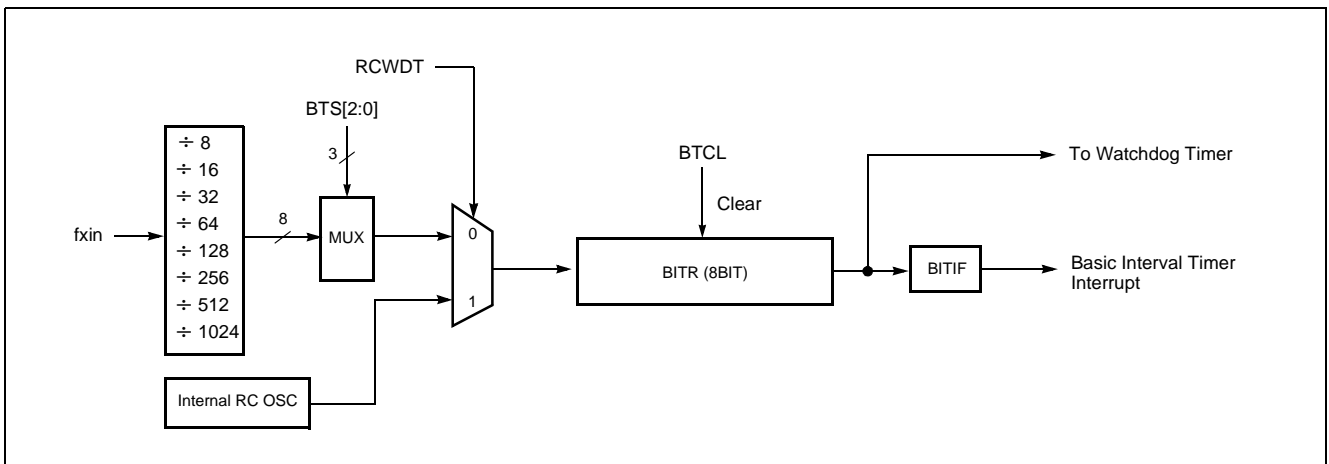 RCWDT
BTS[2:0]
3
÷ 8
÷ 16
÷ 32
÷ 64
÷ 128
÷ 256
÷ 512
÷ 1024
fxin
8
MUX
0
1
Internal RC OSC
BTCL
Clear
BITR (8BIT)
To Watchdog Timer
BITIF
Basic Interval Timer
Interrupt